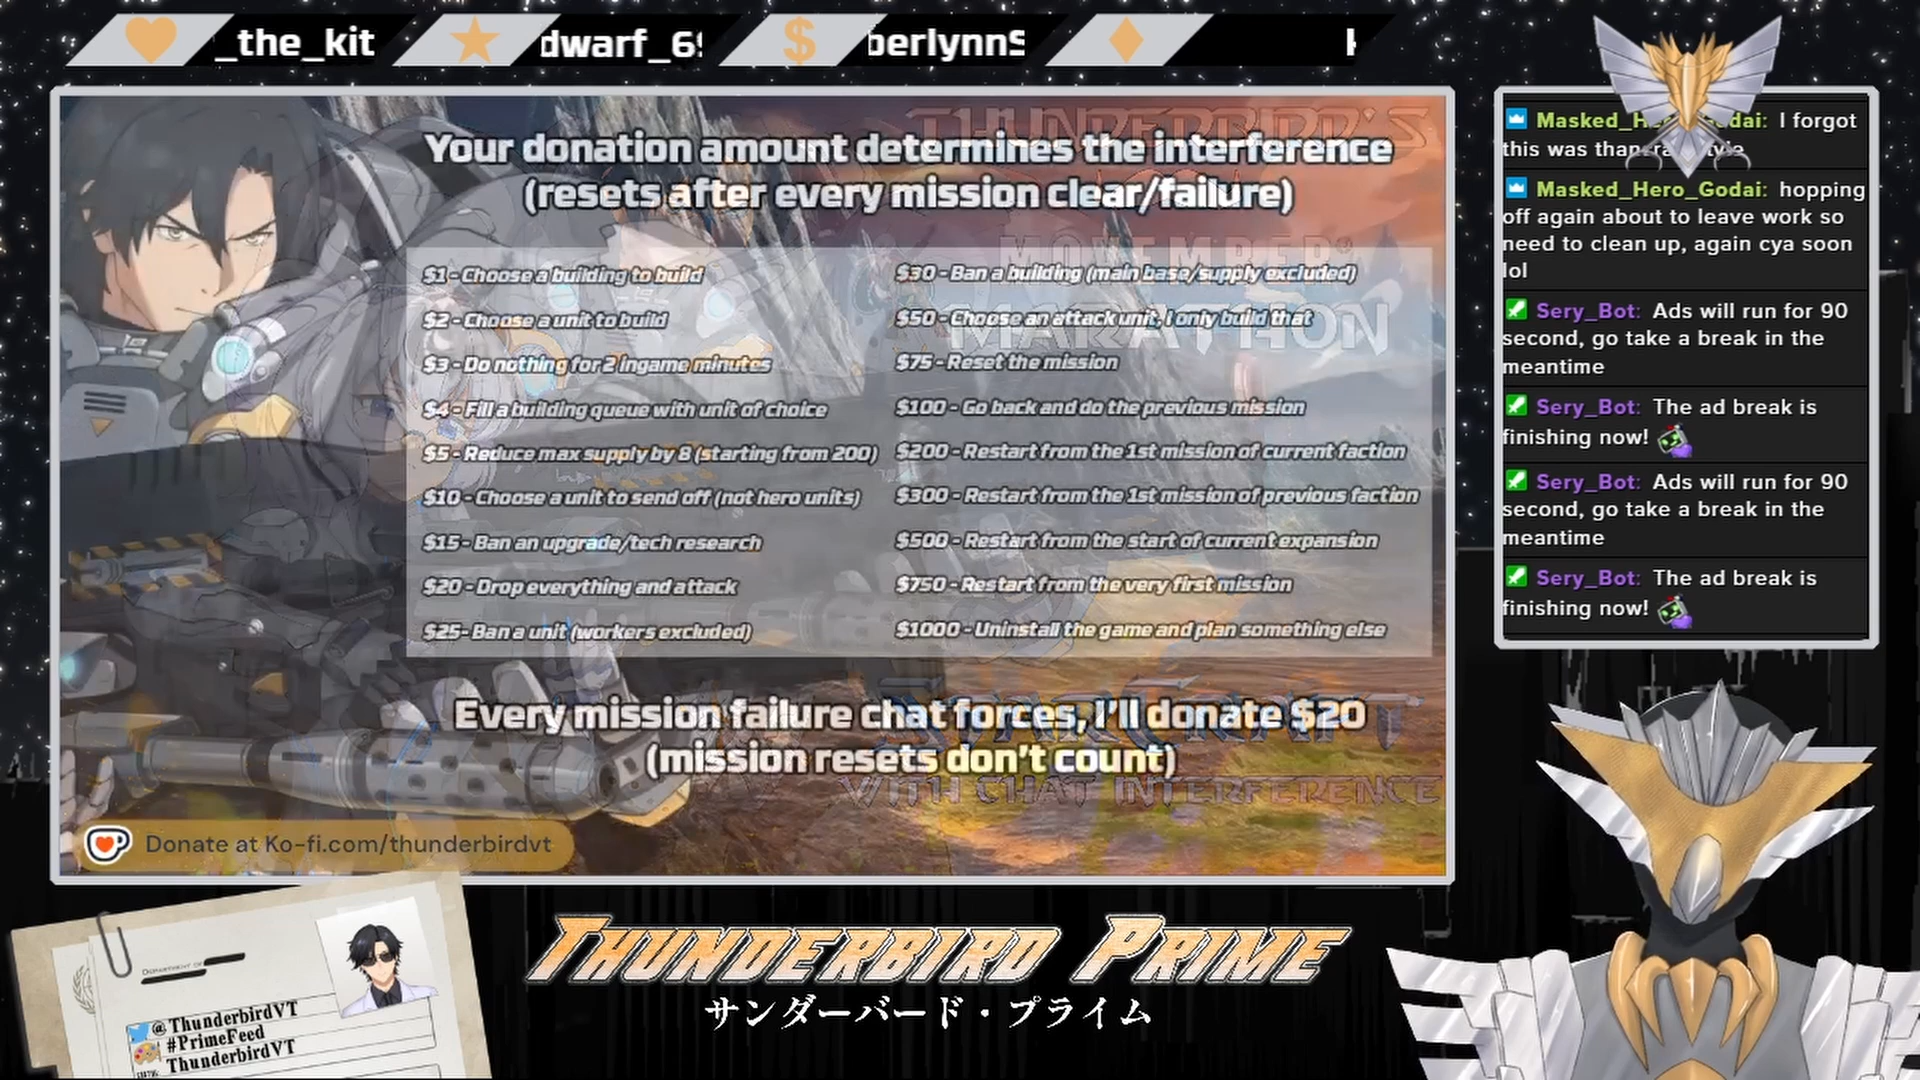 _the_kit
dwarf_6
berlynnS
THUNDERBIRD'S
MOVEMBER
MARATHON
Your donation amount determines the interference
(resets after every mission clear/failure)
$1 - Choose a building to build
$2 - Choose a unit to build
$3 - Do nothing for 2 ingame minutes
$4 - Fill a building queue with unit of choice
$5 - Reduce max supply by 8 (starting from 200)
$10 - Choose a unit to send off (not hero units)
$15 - Ban an upgrade/tech research
$20 - Drop everything and attack
$25- Ban a unit (workers excluded)
$30 - Ban a building (main base/supply excluded)
$50 - Choose an attack unit, I only build that
$75 - Reset the mission
$100 - Go back and do the previous mission
$200 - Restart from the 1st mission of current faction
$300 - Restart from the 1st mission of previous faction
$500 - Restart from the start of current expansion
$750 - Restart from the very first mission
$1000 - Uninstall the game and plan something else
STARCRAFT
WITH CHAT INTERFERENCE
Every mission failure chat forces, I'll donate $20
(mission resets don't count)
Donate at Ko-fi.com/thunderbirdvt
Masked_H dai: I forgot
this was
Masked_Hero_Godai: hopping
off again about to leave work so
need to clean up, again cya soon
lol
Sery_Bot: Ads will run for 90
second, go take a break in the
meantime
Sery_Bot: The ad break is
finishing now!
Sery_Bot: Ads will run for 90
second, go take a break in the
meantime
Sery_Bot: The ad break is
finishing now!
DEPARTMENT OF
@ThunderbirdVT
#PrimeFeed
ThunderbirdVT
THUNDERBIRD PRIME
サンダーバード・プライム